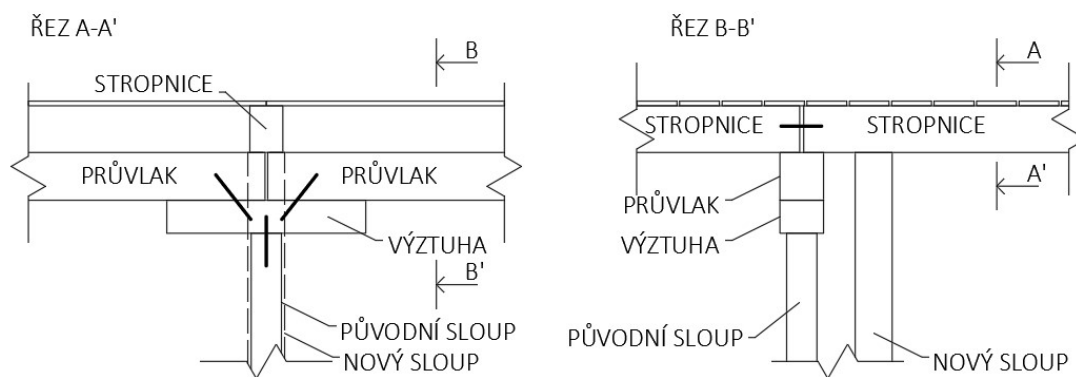 ŘEZ A-A'
B
STROPNICE
PRŮVLAK
PRŮVLAK
VÝZTUHA
B'
PŮVODNÍ SLOUP
NOVÝ SLOUP
ŘEZ B-B'
A
STROPNICE
STROPNICE
A'
PRŮVLAK
VÝZTUHA
PŮVODNÍ SLOUP
NOVÝ SLOUP